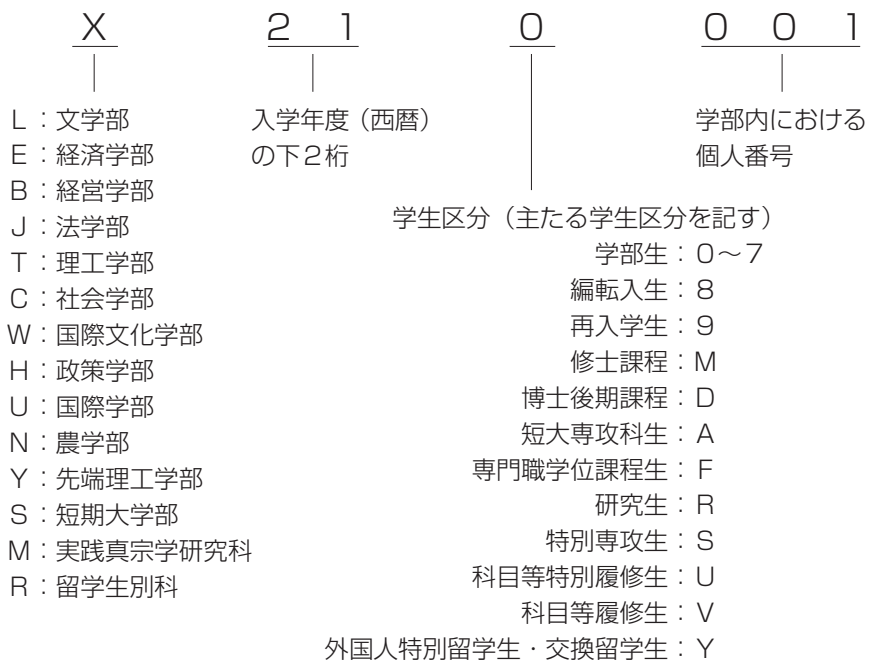 X 21 0 001
L：文学部
E：経済学部
B：経営学部
J：法学部
T：理工学部
C：社会学部
W：国際文化学部
H：政策学部
U：国際学部
N：農学部
Y：先端理工学部
S：短期大学部
M：実践真宗学研究科
R：留学生別科
入学年度（西暦）
の下2桁
学生区分（主たる学生区分を記す）
学部生：0～7
編転入生：8
再入学生：9
修士課程：M
博士後期課程：D
短大専攻科生：A
専門職学位課程生：F
研究生：R
特別専攻生：S
科目等特別履修生：U
科目等履修生：V
外国人特別留学生・交換留学生：Y
学部内における
個人番号